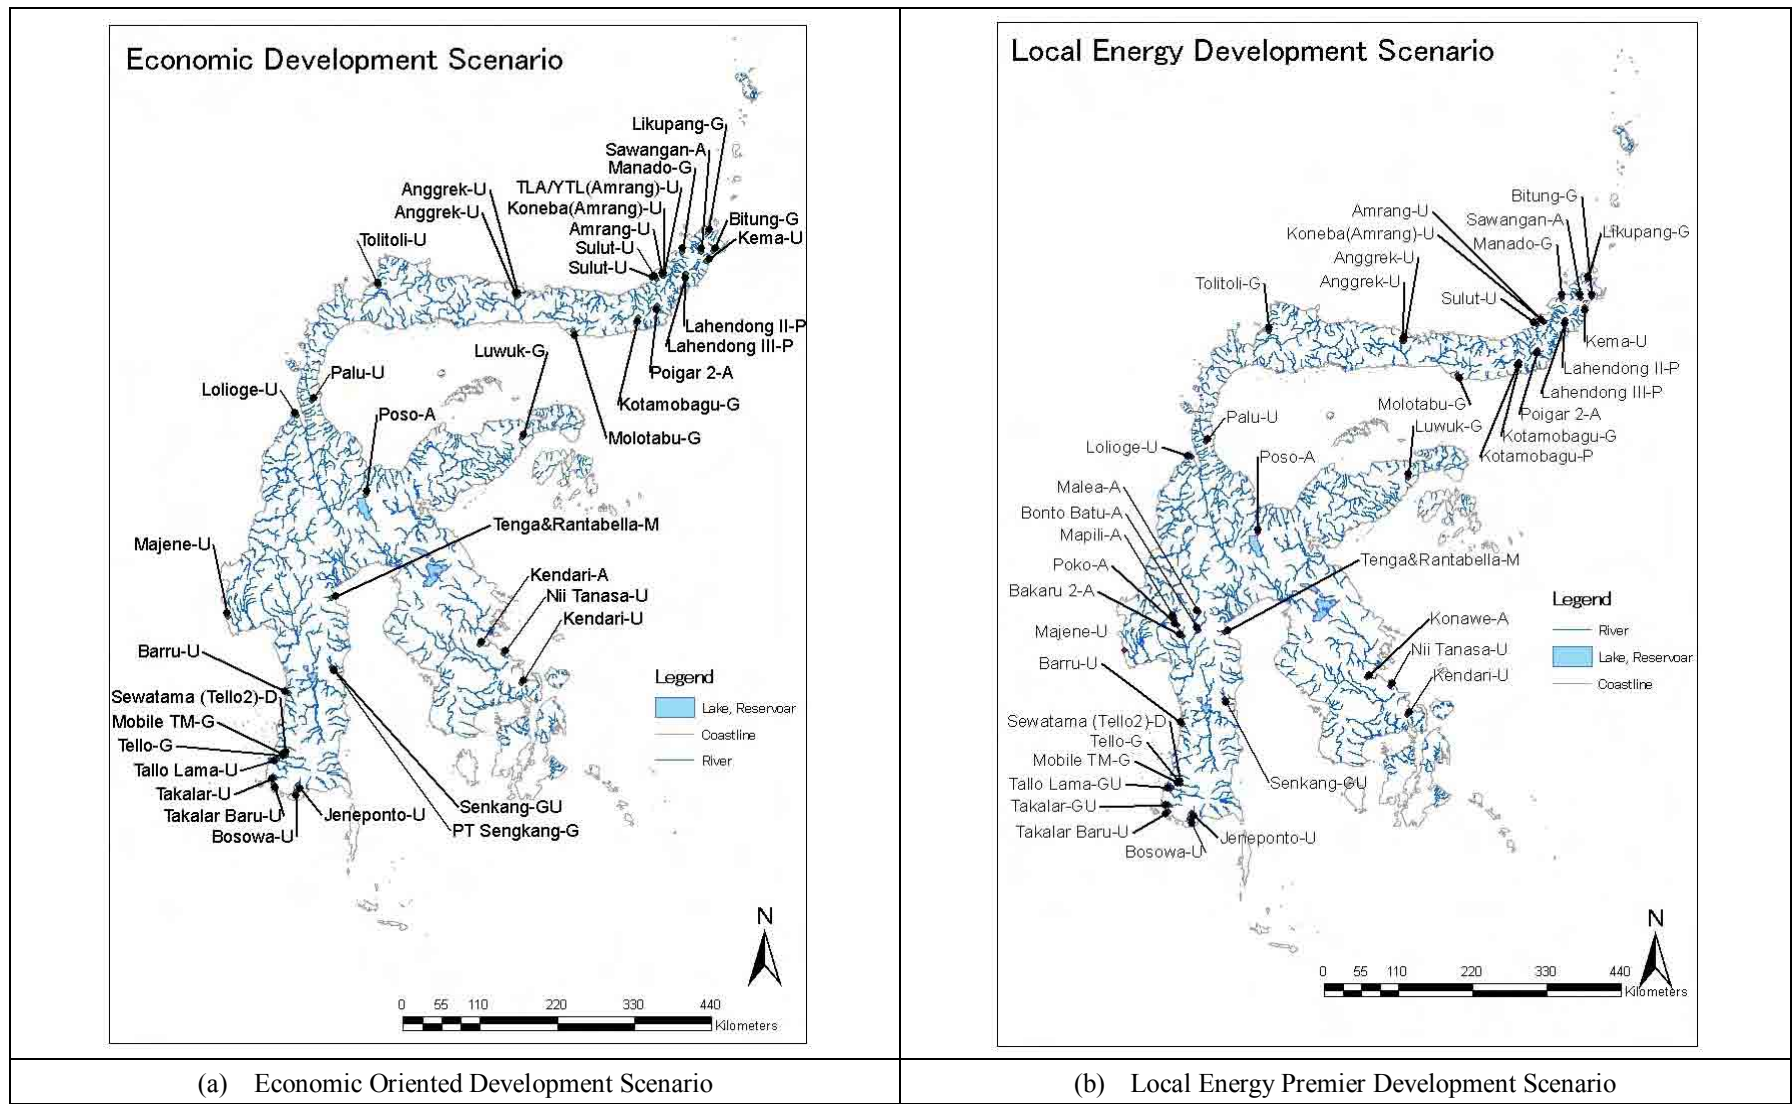 Economic Development Scenario
Likupang-G
Sawangan-A
Manado-G
TLA/YTL(Amrang)-U
Anggrek-U
Koneba(Amrang)-U
Anggrek-U
Bitung-G
Amrang-U
Kema-U
Tolitoli-U
Sulut-U
Sulut-U
Lahendong II-P
Lahendong III-P
Luwuk-G
Poigar 2-A
Palu-U
Lolioge-U
Kotamobagu-G
Poso-A
Molotabu-G
Tenga&Rantabella-M
Majene-U
Kendari-A
Nii Tanasa-U
Kendari-U
Barru-U
Sewatama (Tello2)-D
Mobile TM-G
Tello-G
Tallo Lama-U
Takalar-U
Takalar Baru-U
Bosowa-U
Jeneponto-U
Senkang-GU
PT Sengkang-G
Legend
Lake, Reservoar
Coastline
River
N
0 55 110 220 330 440
Kilometers
(a) Economic Oriented Development Scenario
Local Energy Development Scenario
Bitung-G
Amrang-U
Sawangan-A
Koneba(Amrang)-U
Likupang-G
Manado-G
Anggrek-U
Anggrek-U
Tolitoli-G
Sulut-U
Kema-U
Lahendong II-P
Lahendong III-P
Molotabu-G
Poigar 2-A
Palu-U
Luwuk-G
Kotamobagu-G
Lolioge-U
Poso-A
Kotamobagu-P
Malea-A
Bonto Batu-A
Mapili-A
Tenga&Rantabella-M
Poko-A
Bakaru 2-A
Majene-U
Konawe-A
Nii Tanasa-U
Barru-U
Kendari-U
Sewatama (Tello2)-D
Tello-G
Mobile TM-G
Tallo Lama-GU
Senkang-GU
Takalar-GU
Takalar Baru-U
Jeneponto-U
Bosowa-U
Legend
River
Lake, Reservoar
Coastline
N
0 55 110 220 330 440
Kilometers
(b) Local Energy Premier Development Scenario